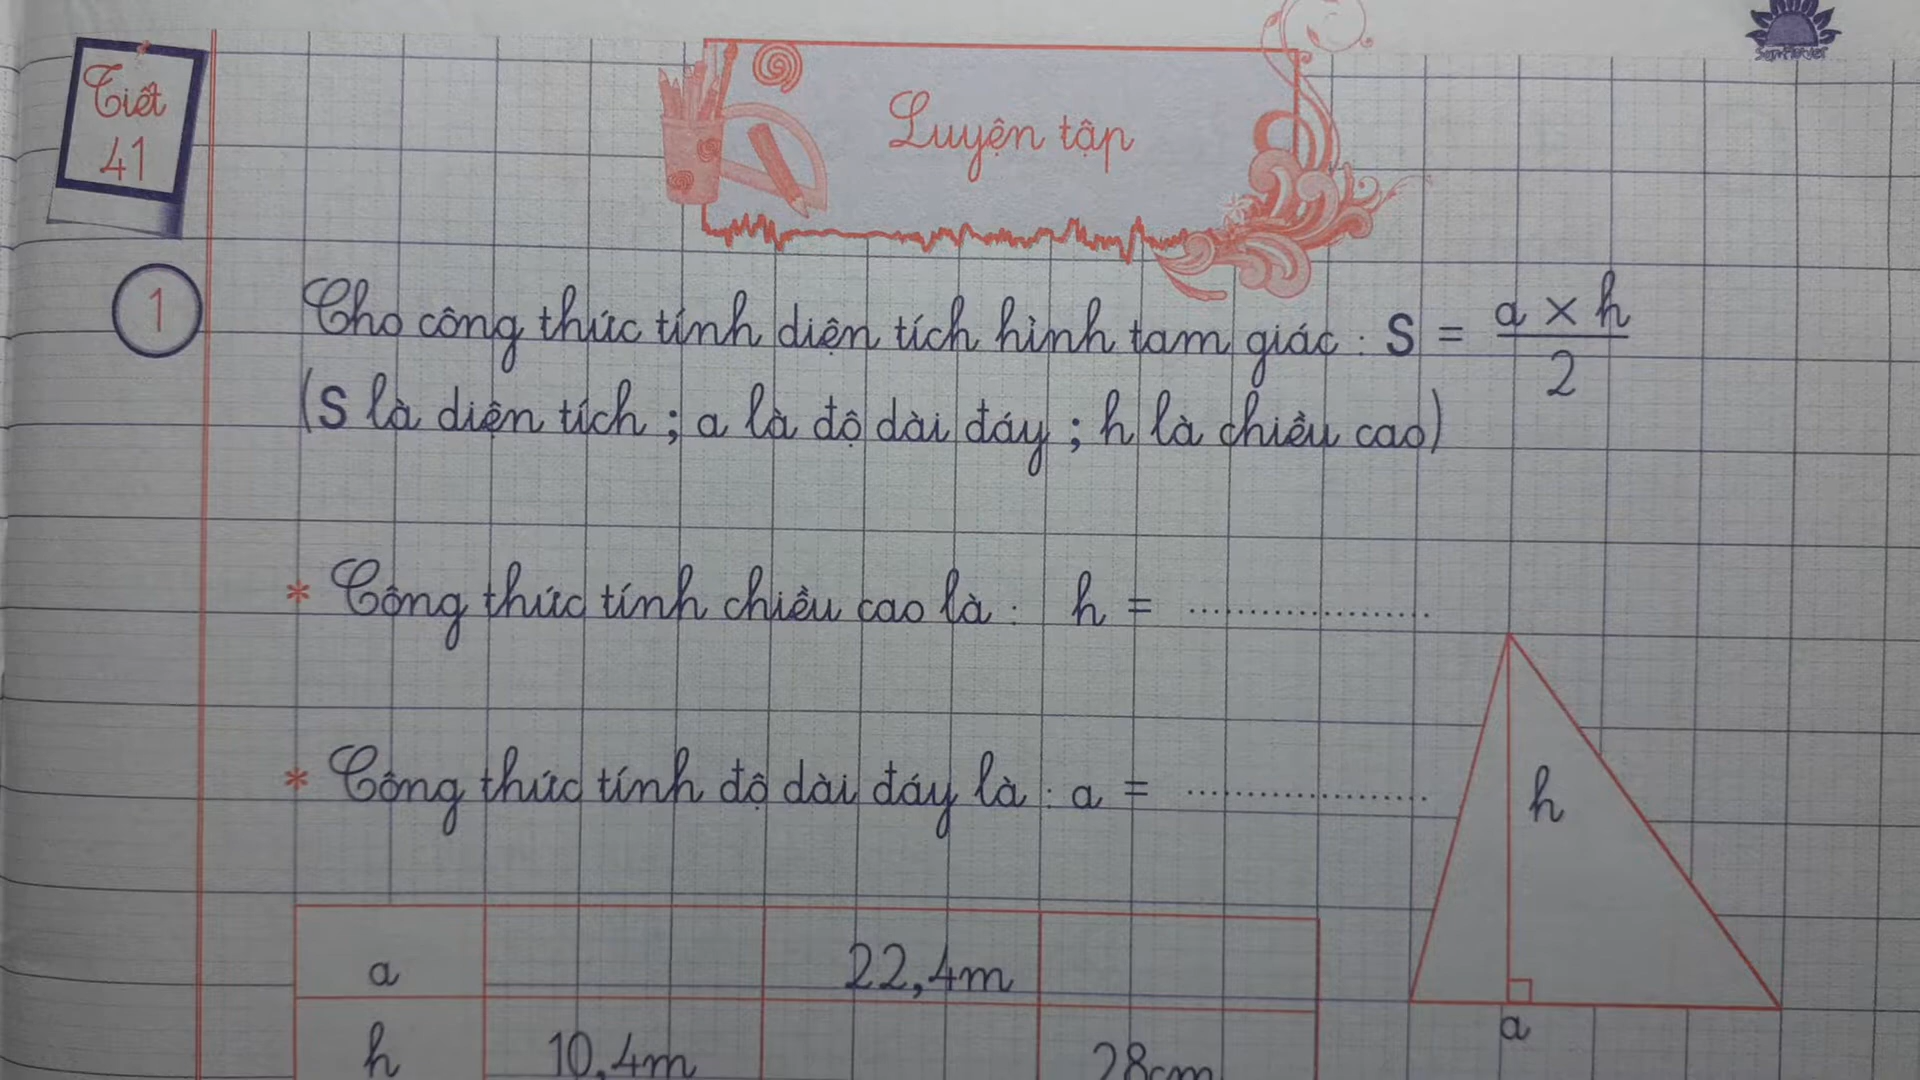 Tiết
41
Luyện tập
Sunflower
1
Cho công thức tính diện tích hình tam giác : S = a × h / 2
(S là diện tích ; a là độ dài đáy ; h là chiều cao)
* Công thức tính chiều cao là : h = ....................
* Công thức tính độ dài đáy là : a = ....................
h
a
a 22,4m
h 10,4m 28cm